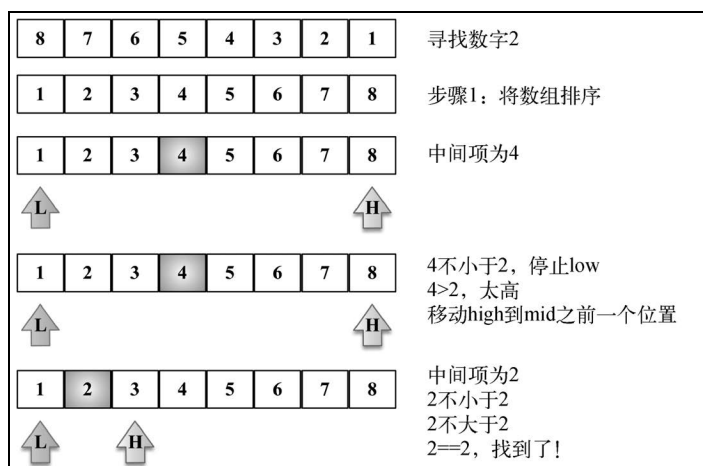 8 7 6 5 4 3 2 1 寻找数字2
1 2 3 4 5 6 7 8 步骤1：将数组排序
1 2 3 4 5 6 7 8 中间项为4
L H
1 2 3 4 5 6 7 8
4不小于2，停止low
4>2，太高
移动high到mid之前一个位置
L H
1 2 3 4 5 6 7 8
中间项为2
2不小于2
2不大于2
2==2，找到了！
L H